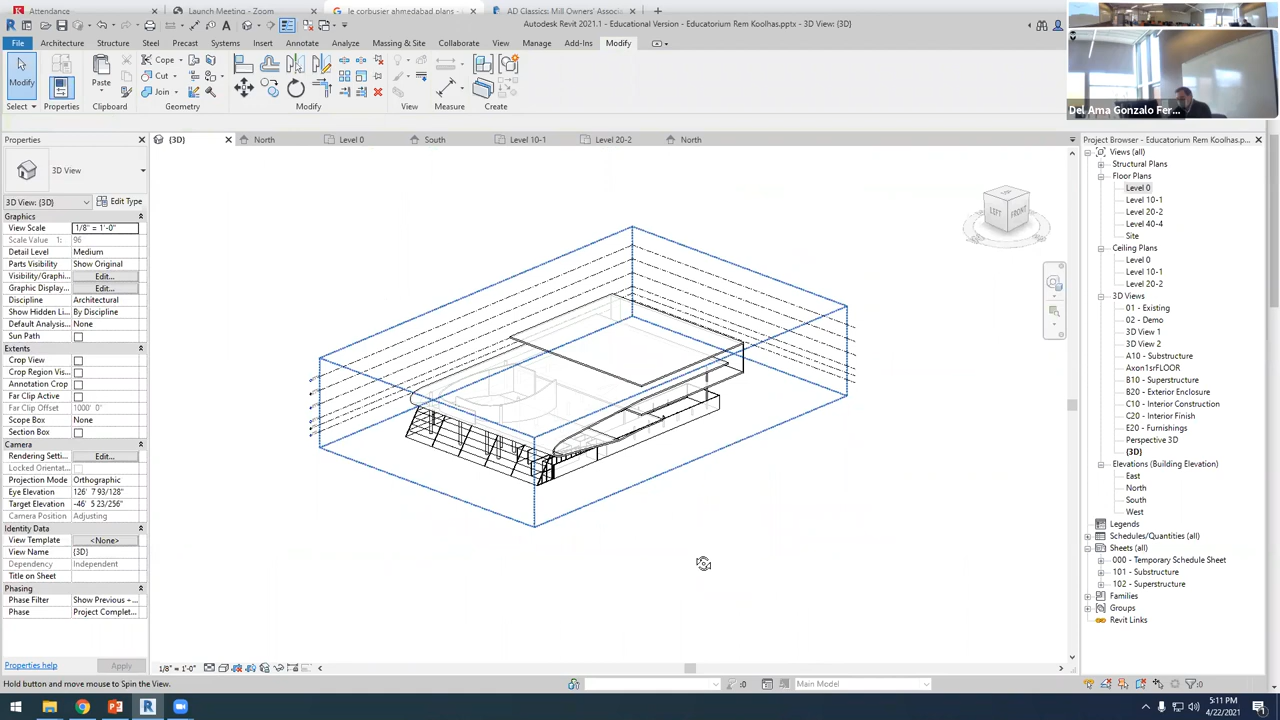 Attendance
Launch Meeting - Zoom
le corbusier ahmedabad plans -
AD Classics: Mill Owners' Associa
Autodesk Revit 2021.1 - Educational Version - Educatorium Rem Koolhas.pptx - 3D View: {3D}
File Architecture Structure Steel Precast Systems Insert Annotate Analyze Massing & Site Collaborate View Manage Add-Ins Modify
Modify
Properties
Paste
Cope
Cut
Join
Select Properties Clipboard Geometry Modify View Measure Create
Del Ama Gonzalo Fer...
Properties
{3D} North Level 0 South Level 10-1 Level 20-2 North
Project Browser - Educatorium Rem Koolhas.p...
3D View
3D View: {3D} Edit Type
Graphics
View Scale 1/8" = 1'-0"
Scale Value 1: 96
Detail Level Medium
Parts Visibility Show Original
Visibility/Graphi... Edit...
Graphic Display... Edit...
Discipline Architectural
Show Hidden Li... By Discipline
Default Analysis... None
Sun Path
Extents
Crop View
Crop Region Vis...
Annotation Crop
Far Clip Active
Far Clip Offset 1000' 0"
Scope Box None
Section Box
Camera
Rendering Setti... Edit...
Locked Orientat...
Projection Mode Orthographic
Eye Elevation 126' 7 93/128"
Target Elevation -46' 5 23/256"
Camera Position Adjusting
Identity Data
View Template <None>
View Name {3D}
Dependency Independent
Title on Sheet
Phasing
Phase Filter Show Previous +...
Phase Project Complet...
Properties help Apply
TOP
LEFT
FRONT
Views (all)
Structural Plans
Floor Plans
Level 0
Level 10-1
Level 20-2
Level 40-4
Site
Ceiling Plans
Level 0
Level 10-1
Level 20-2
3D Views
01 - Existing
02 - Demo
3D View 1
3D View 2
A10 - Substructure
Axon1srFLOOR
B10 - Superstructure
B20 - Exterior Enclosure
C10 - Interior Construction
C20 - Interior Finish
E20 - Furnishings
Perspective 3D
{3D}
Elevations (Building Elevation)
East
North
South
West
Legends
Schedules/Quantities (all)
Sheets (all)
000 - Temporary Schedule Sheet
101 - Substructure
102 - Superstructure
Families
Groups
Revit Links
1/8" = 1'-0"
Hold button and move mouse to Spin the View.
:0
Main Model
:0
5:11 PM
4/22/2021